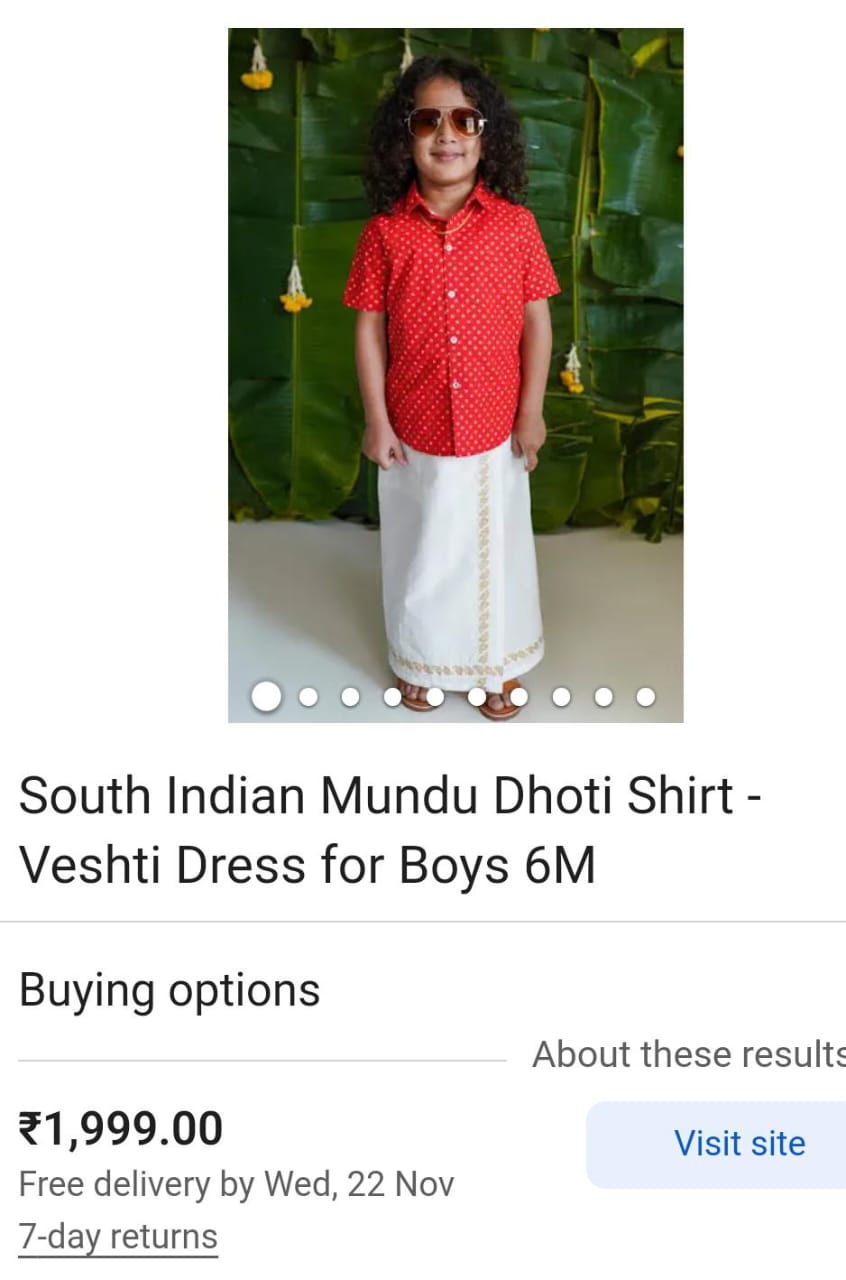 South Indian Mundu Dhoti Shirt -
Veshti Dress for Boys 6M
Buying options
About these results
₹1,999.00
Visit site
Free delivery by Wed, 22 Nov
7-day returns